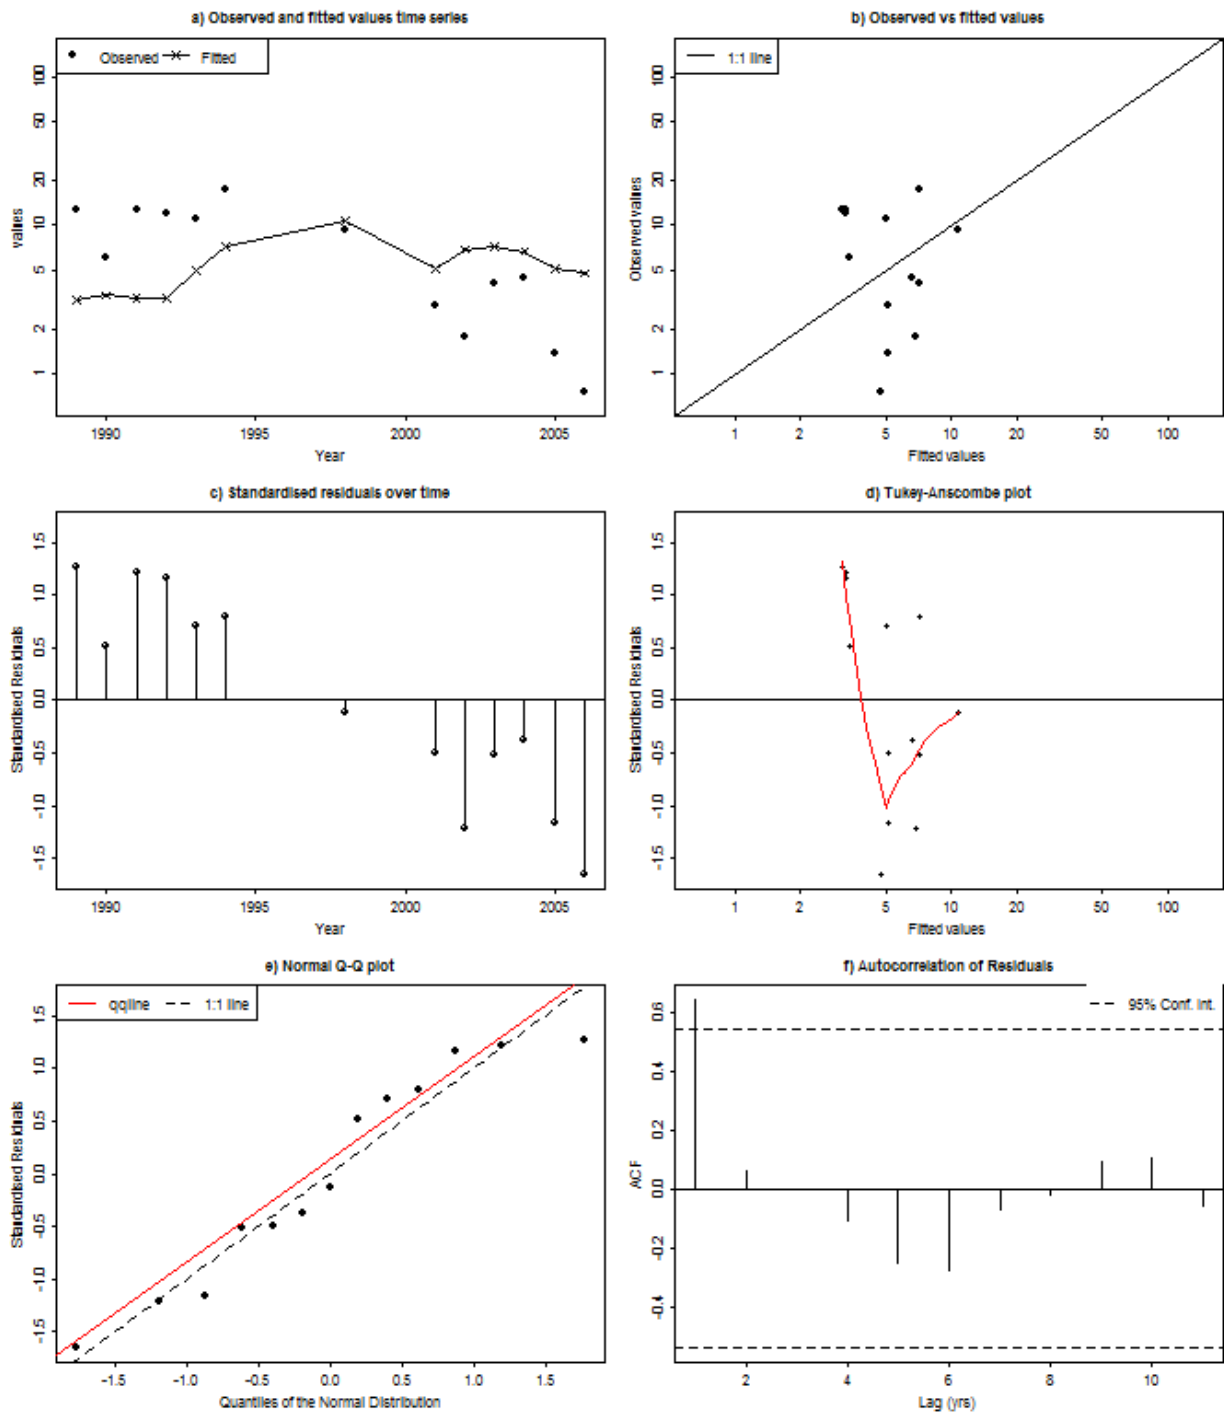 a) Observed and fitted values time series
Observed Fitted
values
100
50
20
10
5
2
1
1990 1995 2000 2005
Year
b) Observed vs fitted values
1:1 line
Observed values
100
50
20
10
5
2
1
1 2 5 10 20 50 100
Fitted values
c) Standardised residuals over time
Standardised Residuals
1.5
1.0
0.5
0.0
-0.5
-1.0
-1.5
1990 1995 2000 2005
Year
d) Tukey-Anscombe plot
Standardised Residuals
1.5
1.0
0.5
0.0
-0.5
-1.0
-1.5
1 2 5 10 20 50 100
Fitted values
e) Normal Q-Q plot
qqline 1:1 line
Standardised Residuals
1.5
1.0
0.5
0.0
-0.5
-1.0
-1.5
-1.5 -1.0 -0.5 0.0 0.5 1.0 1.5
Quantiles of the Normal Distribution
f) Autocorrelation of Residuals
95% Conf. Int.
ACF
0.6
0.4
0.2
0.0
-0.2
-0.4
2 4 6 8 10
Lag (yrs)